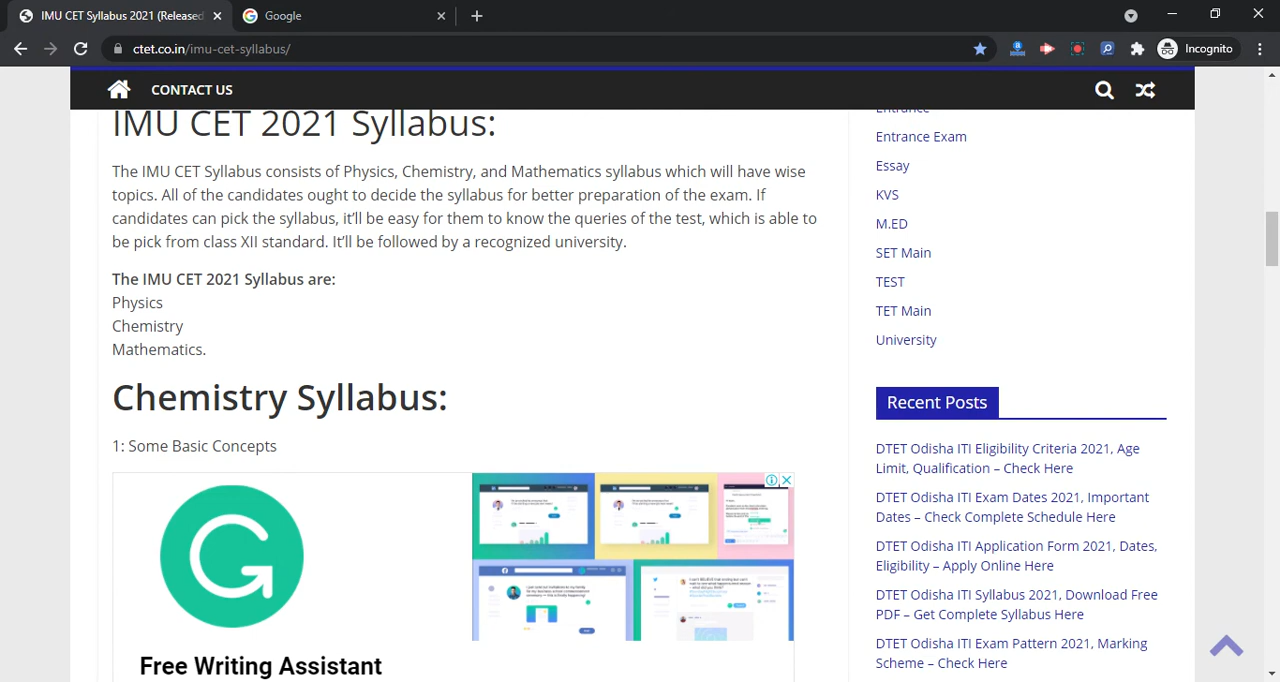 IMU CET Syllabus 2021 (Released
Google
ctet.co.in/imu-cet-syllabus/
Incognito
CONTACT US
IMU CET 2021 Syllabus:
The IMU CET Syllabus consists of Physics, Chemistry, and Mathematics syllabus which will have wise
topics. All of the candidates ought to decide the syllabus for better preparation of the exam. If
candidates can pick the syllabus, it’ll be easy for them to know the queries of the test, which is able to
be pick from class XII standard. It’ll be followed by a recognized university.
The IMU CET 2021 Syllabus are:
Physics
Chemistry
Mathematics.
Chemistry Syllabus:
1: Some Basic Concepts
Free Writing Assistant
Entrance
Entrance Exam
Essay
KVS
M.ED
SET Main
TEST
TET Main
University
Recent Posts
DTET Odisha ITI Eligibility Criteria 2021, Age
Limit, Qualification – Check Here
DTET Odisha ITI Exam Dates 2021, Important
Dates – Check Complete Schedule Here
DTET Odisha ITI Application Form 2021, Dates,
Eligibility – Apply Online Here
DTET Odisha ITI Syllabus 2021, Download Free
PDF – Get Complete Syllabus Here
DTET Odisha ITI Exam Pattern 2021, Marking
Scheme – Check Here